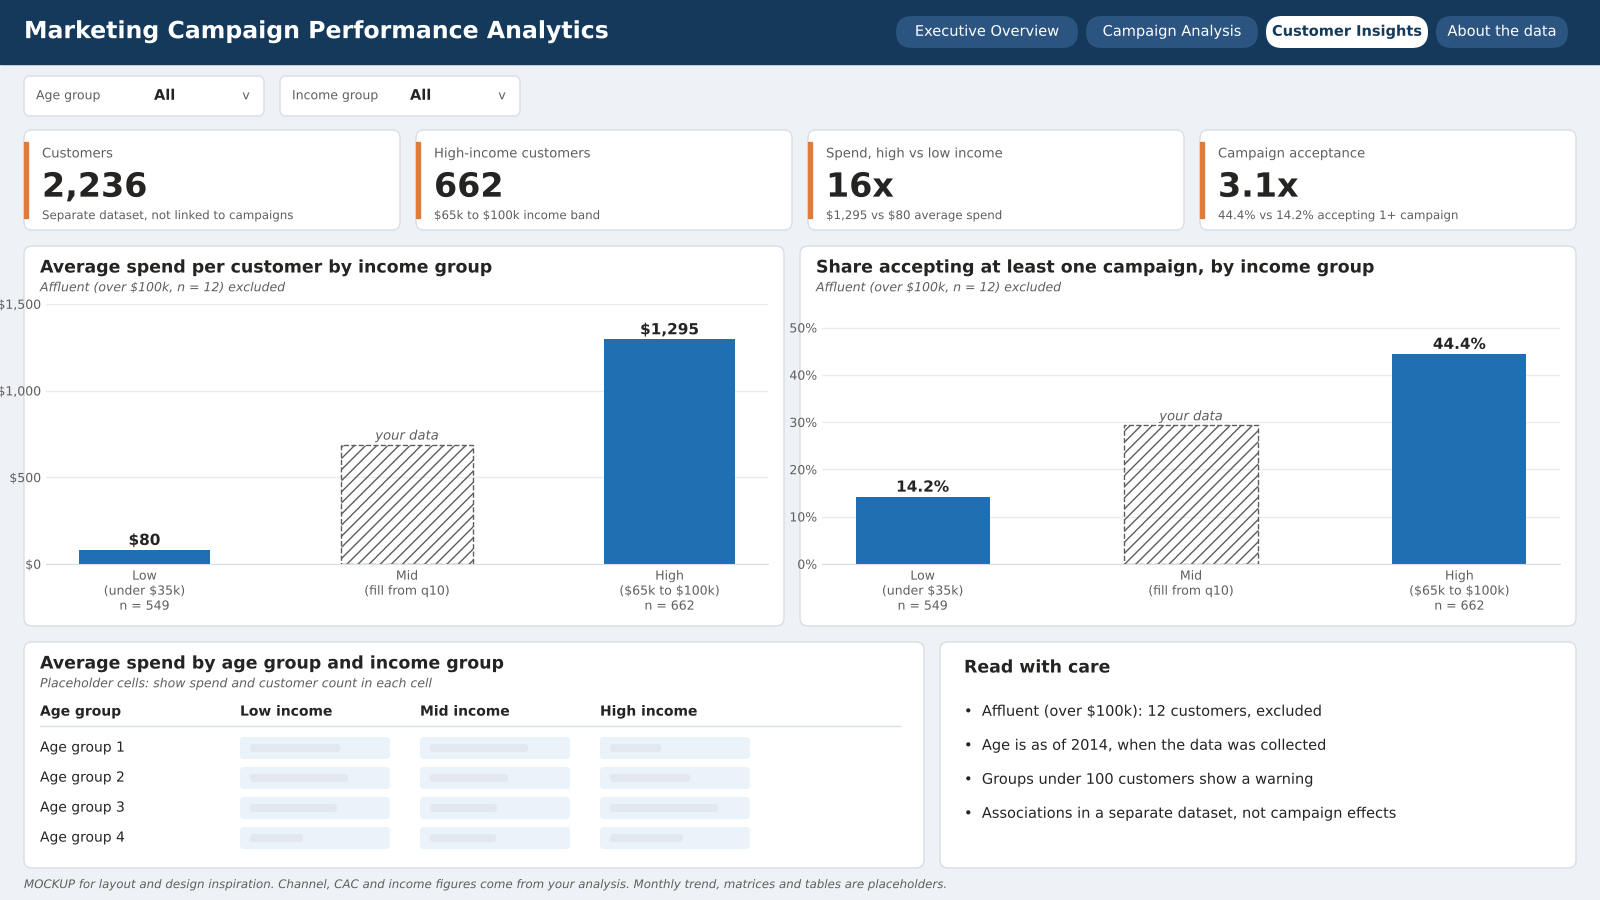 Marketing Campaign Performance Analytics
Executive Overview
Campaign Analysis
Customer Insights
About the data
Age group All v
Income group All v
Customers
2,236
Separate dataset, not linked to campaigns
High-income customers
662
$65k to $100k income band
Spend, high vs low income
16x
$1,295 vs $80 average spend
Campaign acceptance
3.1x
44.4% vs 14.2% accepting 1+ campaign
Average spend per customer by income group
Affluent (over $100k, n = 12) excluded
$1,500
$1,000
$500
$0
$80
your data
$1,295
Low
(under $35k)
n = 549
Mid
(fill from q10)
High
($65k to $100k)
n = 662
Share accepting at least one campaign, by income group
Affluent (over $100k, n = 12) excluded
50%
40%
30%
20%
10%
0%
14.2%
your data
44.4%
Low
(under $35k)
n = 549
Mid
(fill from q10)
High
($65k to $100k)
n = 662
Average spend by age group and income group
Placeholder cells: show spend and customer count in each cell
Age group Low income Mid income High income
Age group 1
Age group 2
Age group 3
Age group 4
Read with care
• Affluent (over $100k): 12 customers, excluded
• Age is as of 2014, when the data was collected
• Groups under 100 customers show a warning
• Associations in a separate dataset, not campaign effects
MOCKUP for layout and design inspiration. Channel, CAC and income figures come from your analysis. Monthly trend, matrices and tables are placeholders.